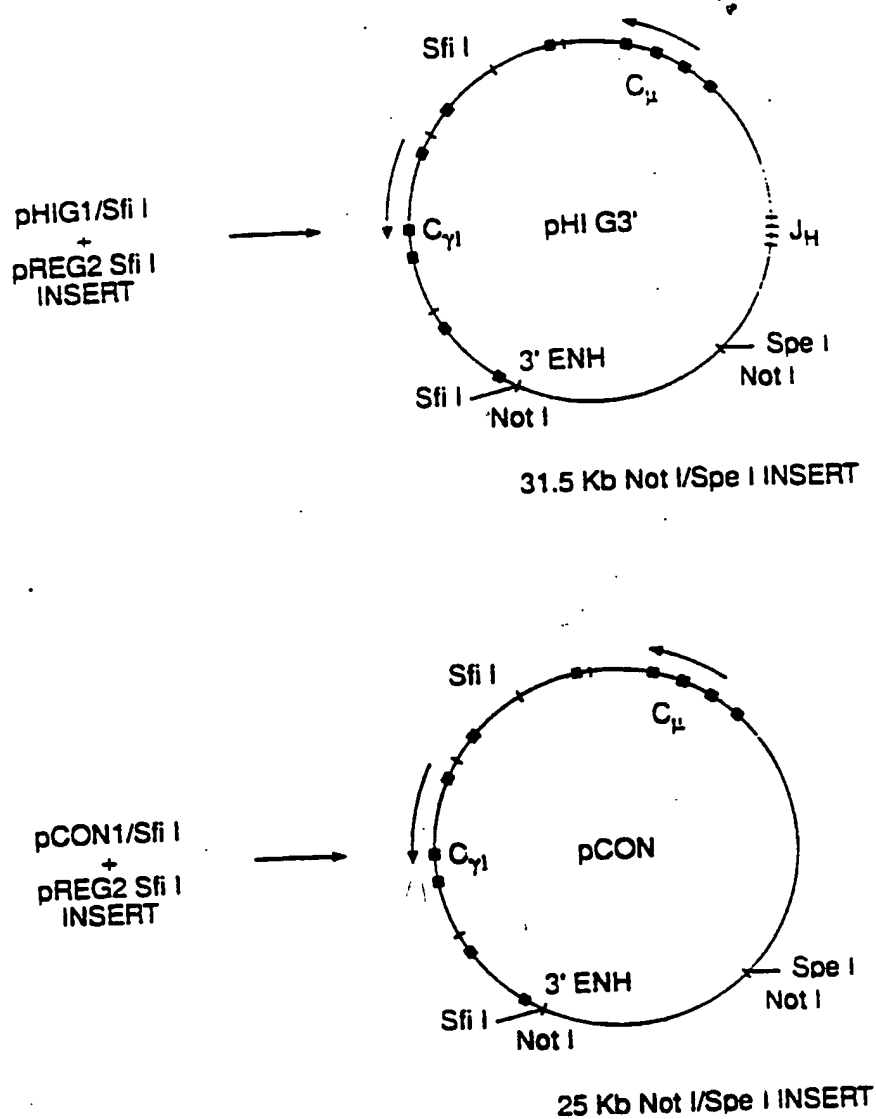 Sfi I
Cμ
pHIG1/Sfi I
+
pREG2 Sfi I
INSERT
Cγ1
pHI G3'
JH
3' ENH
Spe I
Not I
Sfi I
Not I
31.5 Kb Not I/Spe I INSERT
Sfi I
Cμ
pCON1/Sfi I
+
pREG2 Sfi I
INSERT
Cγ1
pCON
3' ENH
Spe I
Not I
Sfi I
Not I
25 Kb Not I/Spe I INSERT